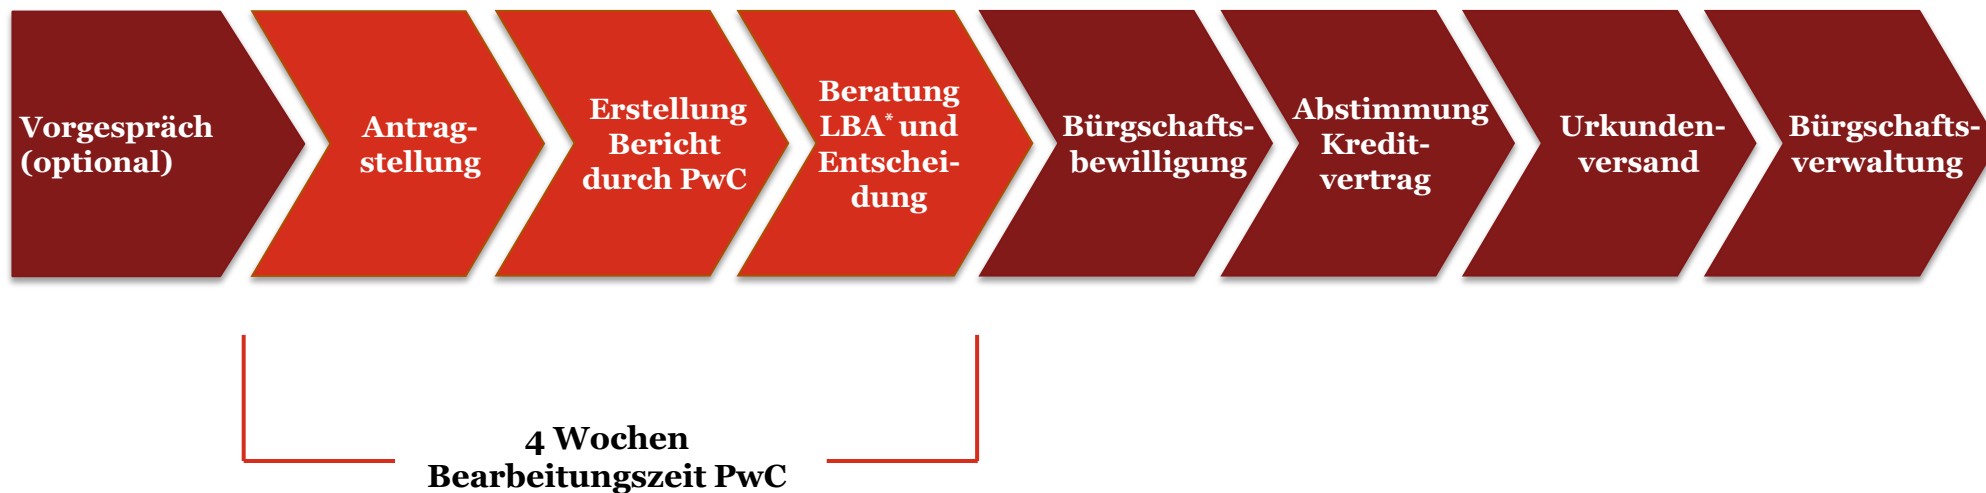 Vorgespräch
(optional)
Antrag-
stellung
Erstellung
Bericht
durch PwC
Beratung
LBA* und
Entschei-
dung
Bürgschafts-
bewilligung
Abstimmung
Kredit-
vertrag
Urkunden-
versand
Bürgschafts-
verwaltung
4 Wochen
Bearbeitungszeit PwC